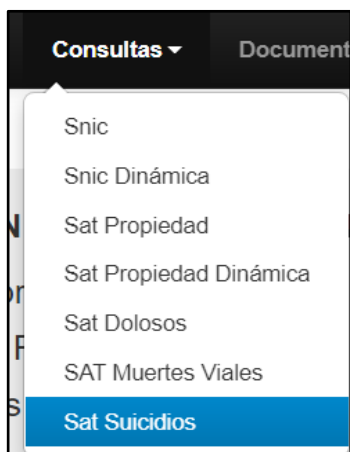 Consultas Document
Snic
Snic Dinámica
Sat Propiedad
Sat Propiedad Dinámica
Sat Dolosos
SAT Muertes Viales
Sat Suicidios